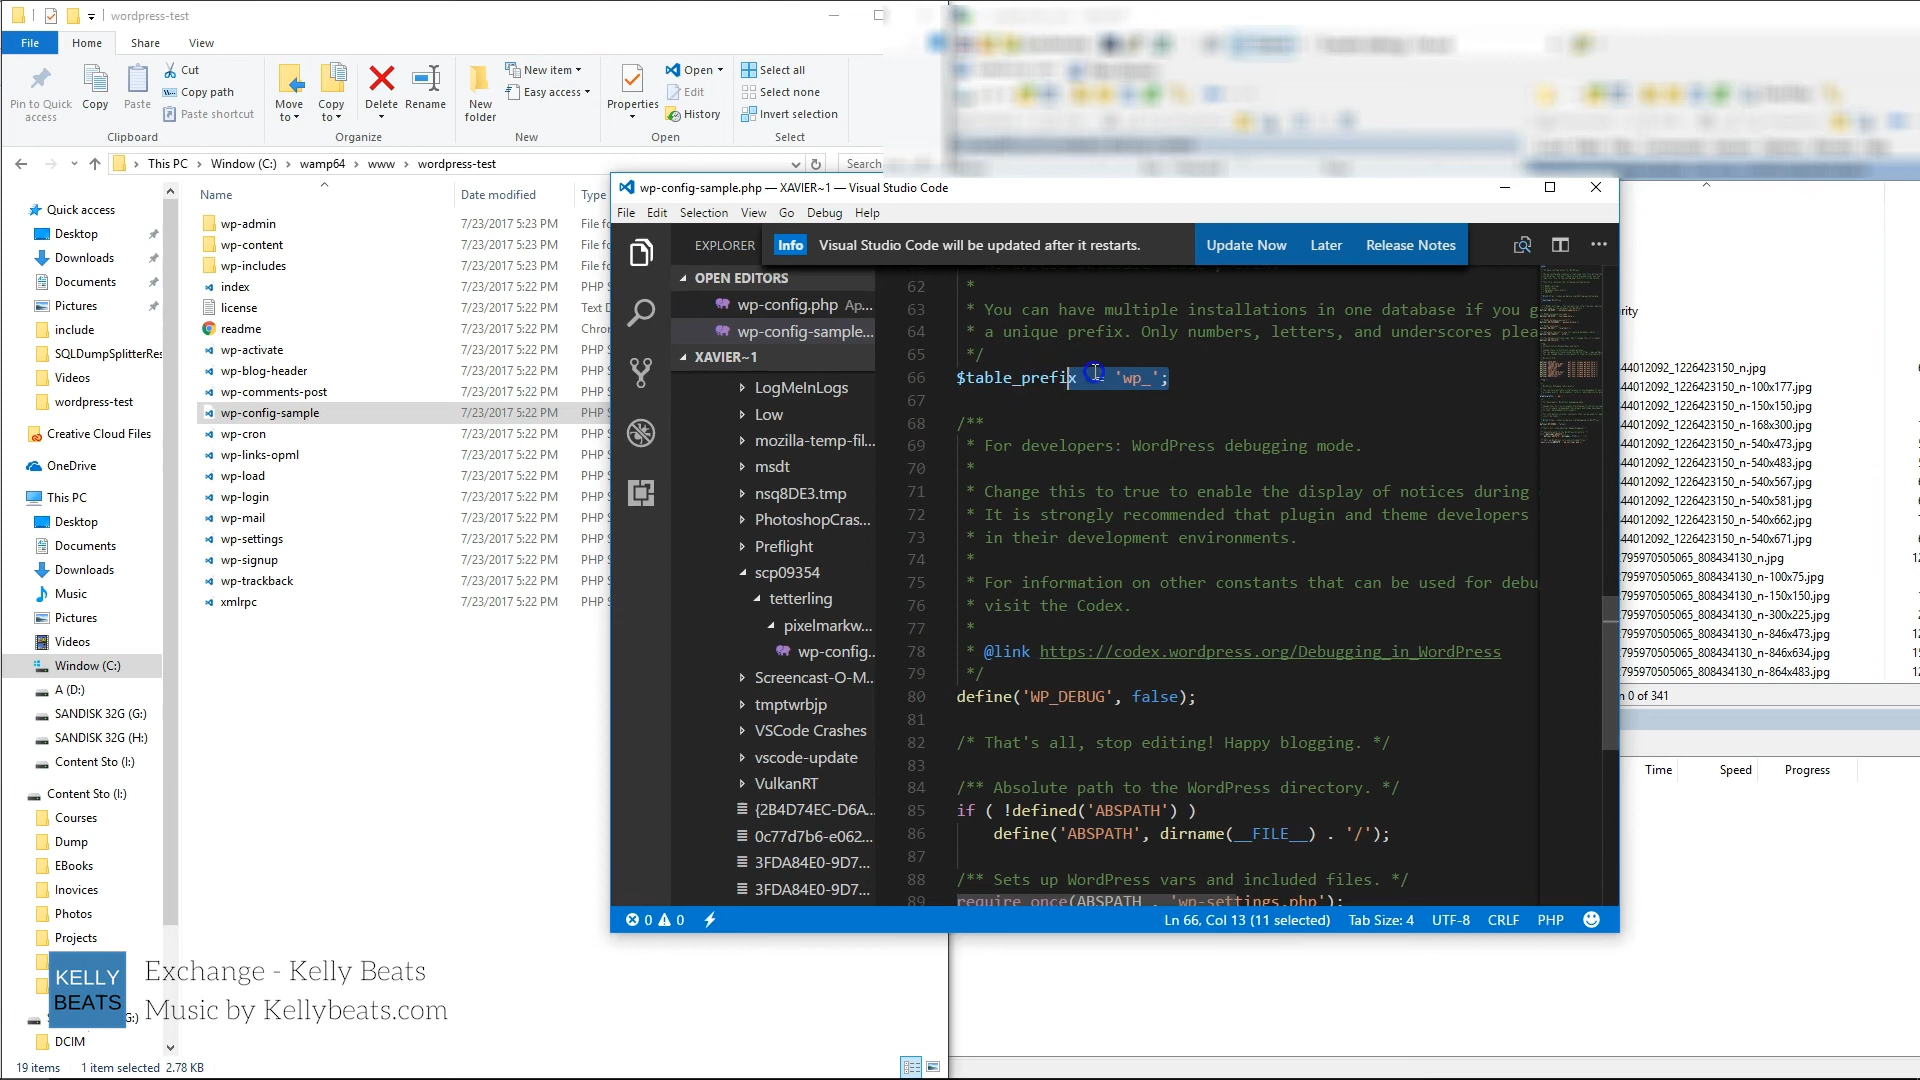 wordpress-test
File
Home
Share
View
Pin to Quick access
Copy
Paste
Cut
Copy path
Paste shortcut
Clipboard
Move to
Copy to
Delete
Rename
Organize
New folder
New item
Easy access
New
Properties
Open
Edit
History
Open
Select all
Select none
Invert selection
Select
This PC > Window (C:) > wamp64 > www > wordpress-test
Search
Name
Date modified
Type
Quick access
Desktop
Downloads
Documents
Pictures
include
SQLDumpSplitterRes
Videos
wordpress-test
Creative Cloud Files
OneDrive
This PC
Desktop
Documents
Downloads
Music
Pictures
Videos
Window (C:)
A (D:)
SANDISK 32G (G:)
SANDISK 32G (H:)
Content Sto (I:)
Content Sto (I:)
Courses
Dump
EBooks
Inovices
Photos
Projects
G:)
DCIM
wp-admin 7/23/2017 5:23 PM File fo
wp-content 7/23/2017 5:22 PM File fo
wp-includes 7/23/2017 5:23 PM File fo
index 7/23/2017 5:22 PM PHP S
license 7/23/2017 5:22 PM Text D
readme 7/23/2017 5:22 PM Chro
wp-activate 7/23/2017 5:22 PM PHP S
wp-blog-header 7/23/2017 5:22 PM PHP S
wp-comments-post 7/23/2017 5:22 PM PHP S
wp-config-sample 7/23/2017 5:22 PM PHP S
wp-cron 7/23/2017 5:22 PM PHP S
wp-links-opml 7/23/2017 5:22 PM PHP S
wp-load 7/23/2017 5:22 PM PHP S
wp-login 7/23/2017 5:22 PM PHP S
wp-mail 7/23/2017 5:22 PM PHP S
wp-settings 7/23/2017 5:22 PM PHP S
wp-signup 7/23/2017 5:22 PM PHP S
wp-trackback 7/23/2017 5:22 PM PHP S
xmlrpc 7/23/2017 5:22 PM PHP S
KELLY BEATS
Exchange - Kelly Beats
Music by Kellybeats.com
19 items 1 item selected 2.78 KB
wp-config-sample.php — XAVIER~1 — Visual Studio Code
File Edit Selection View Go Debug Help
EXPLORER
Info Visual Studio Code will be updated after it restarts.
Update Now Later Release Notes
OPEN EDITORS
wp-config.php Ap...
wp-config-sample...
XAVIER~1
LogMeInLogs
Low
mozilla-temp-fil...
msdt
nsq8DE3.tmp
PhotoshopCras...
Preflight
scp09354
tetterling
pixelmarkw...
wp-config...
Screencast-O-M...
tmptwrbjp
VSCode Crashes
vscode-update
VulkanRT
{2B4D74EC-D6A...
0c77d7b6-e062...
3FDA84E0-9D7...
3FDA84E0-9D7...
62 *
63 * You can have multiple installations in one database if you g
64 * a unique prefix. Only numbers, letters, and underscores plea
65 */
66 $table_prefix = 'wp_';
67
68 /**
69 * For developers: WordPress debugging mode.
70 *
71 * Change this to true to enable the display of notices during
72 * It is strongly recommended that plugin and theme developers
73 * in their development environments.
74 *
75 * For information on other constants that can be used for debu
76 * visit the Codex.
77 *
78 * @link https://codex.wordpress.org/Debugging_in_WordPress
79 */
80 define('WP_DEBUG', false);
81
82 /* That's all, stop editing! Happy blogging. */
83
84 /** Absolute path to the WordPress directory. */
85 if ( !defined('ABSPATH') )
86 define('ABSPATH', dirname(__FILE__) . '/');
87
88 /** Sets up WordPress vars and included files. */
89 require_once(ABSPATH . 'wp-settings.php');
0 0 Ln 66, Col 13 (11 selected) Tab Size: 4 UTF-8 CRLF PHP
rity
44012092_1226423150_n.jpg
44012092_1226423150_n-100x177.jpg
44012092_1226423150_n-150x150.jpg
44012092_1226423150_n-168x300.jpg
44012092_1226423150_n-540x473.jpg
44012092_1226423150_n-540x483.jpg
44012092_1226423150_n-540x567.jpg
44012092_1226423150_n-540x581.jpg
44012092_1226423150_n-540x662.jpg
44012092_1226423150_n-540x671.jpg
795970505065_808434130_n.jpg
795970505065_808434130_n-100x75.jpg
795970505065_808434130_n-150x150.jpg
795970505065_808434130_n-300x225.jpg
795970505065_808434130_n-846x473.jpg
795970505065_808434130_n-846x634.jpg
795970505065_808434130_n-864x483.jpg
n 0 of 341
Time Speed Progress